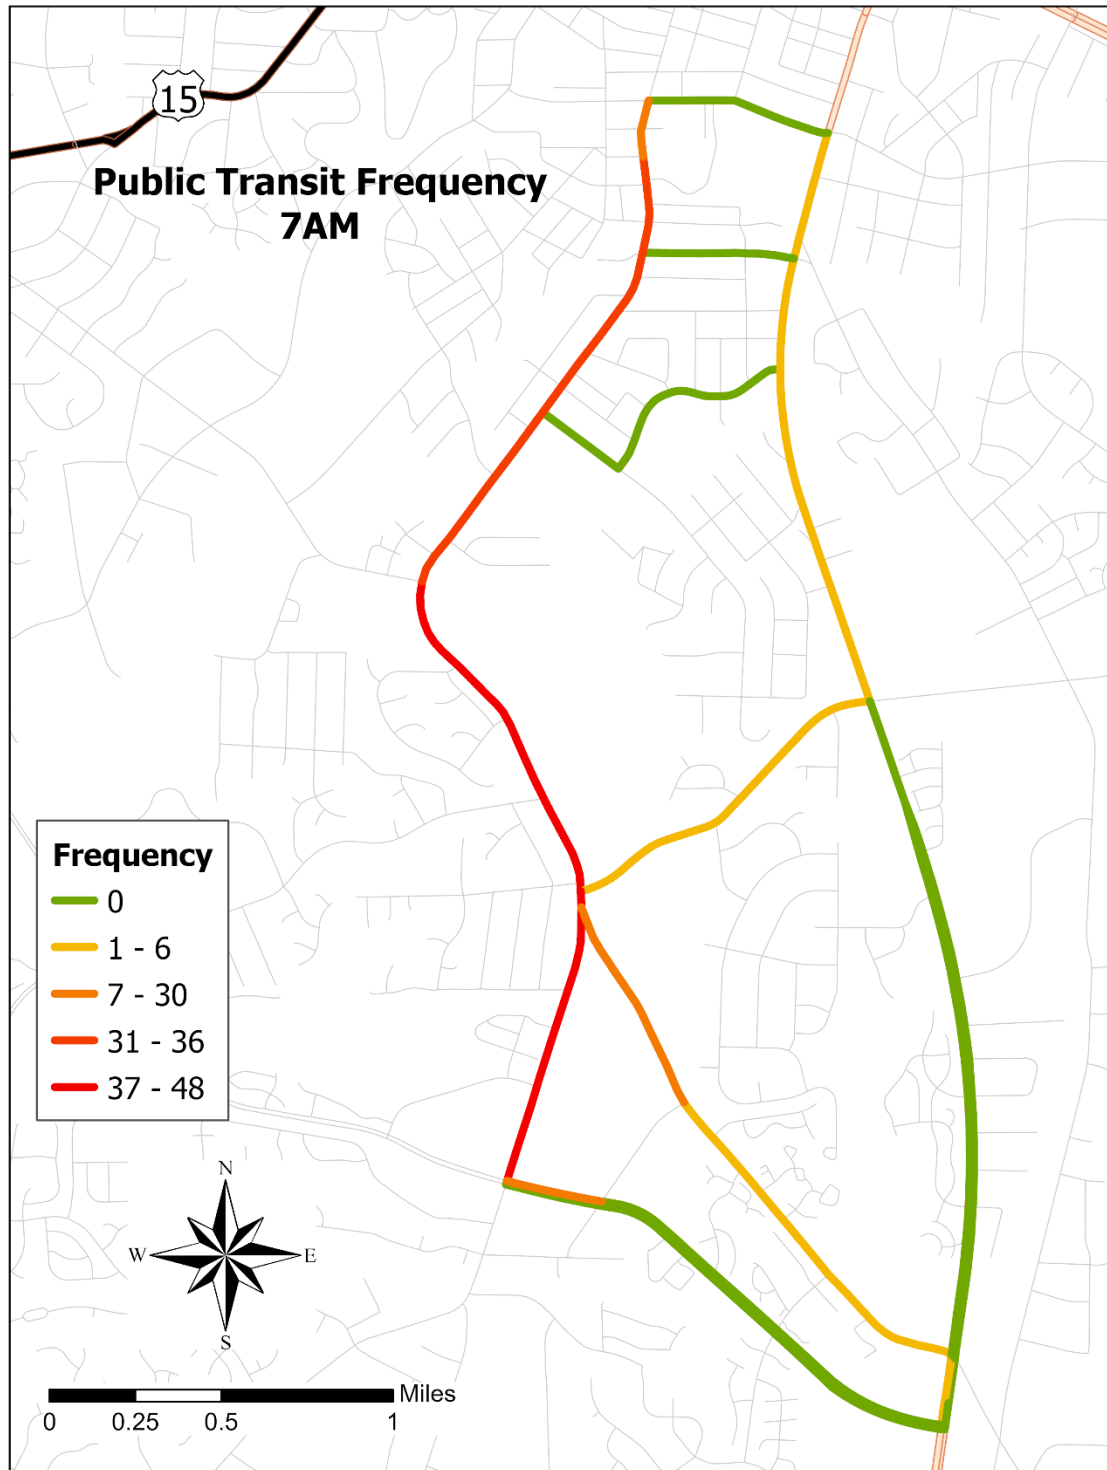 15
Public Transit Frequency
7AM
Frequency
0
1 - 6
7 - 30
31 - 36
37 - 48
N
W E
S
Miles
0 0.25 0.5 1